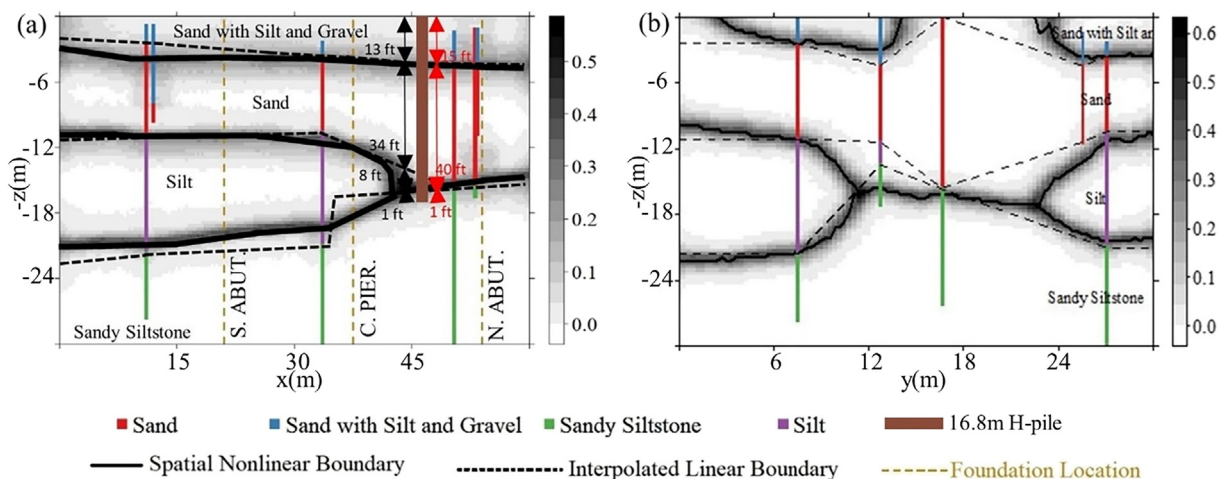 (a)
Sand with Silt and Gravel
13 ft
15 ft
-6
Sand
-12
34 ft
8 ft
40 ft
Silt
1 ft
1 ft
-18
-24
S. ABUT.
C. PIER.
N. ABUT.
Sandy Siltstone
15
30
45
x(m)
-z(m)
0.5
0.4
0.3
0.2
0.1
0.0
(b)
Sand with Silt ar
-6
Sand
-12
Silt
-18
-24
Sandy Siltstone
6
12
18
24
y(m)
-z(m)
0.6
0.5
0.4
0.3
0.2
0.1
0.0
Sand
Sand with Silt and Gravel
Sandy Siltstone
Silt
16.8m H-pile
Spatial Nonlinear Boundary
Interpolated Linear Boundary
Foundation Location